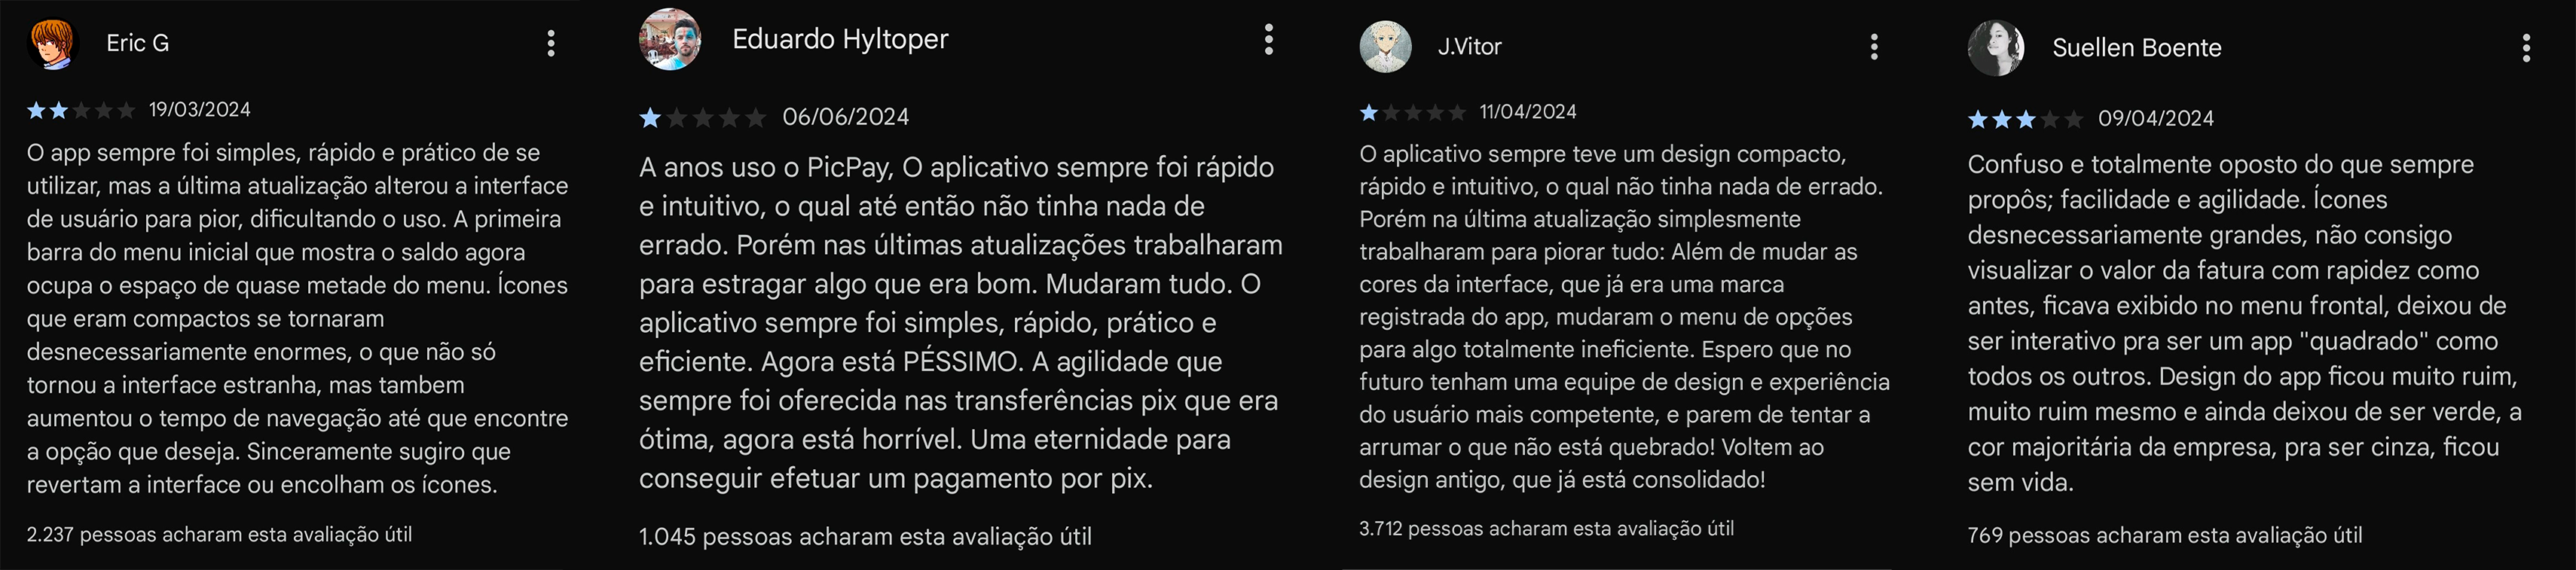 Eric G
19/03/2024
O app sempre foi simples, rápido e prático de se
utilizar, mas a última atualização alterou a interface
de usuário para pior, dificultando o uso. A primeira
barra do menu inicial que mostra o saldo agora
ocupa o espaço de quase metade do menu. Ícones
que eram compactos se tornaram
desnecessariamente enormes, o que não só
tornou a interface estranha, mas tambem
aumentou o tempo de navegação até que encontre
a opção que deseja. Sinceramente sugiro que
revertam a interface ou encolham os ícones.
2.237 pessoas acharam esta avaliação útil
Eduardo Hyltoper
06/06/2024
A anos uso o PicPay, O aplicativo sempre foi rápido
e intuitivo, o qual até então não tinha nada de
errado. Porém nas últimas atualizações trabalharam
para estragar algo que era bom. Mudaram tudo. O
aplicativo sempre foi simples, rápido, prático e
eficiente. Agora está PÉSSIMO. A agilidade que
sempre foi oferecida nas transferências pix que era
ótima, agora está horrível. Uma eternidade para
conseguir efetuar um pagamento por pix.
1.045 pessoas acharam esta avaliação útil
J.Vitor
11/04/2024
O aplicativo sempre teve um design compacto,
rápido e intuitivo, o qual não tinha nada de errado.
Porém na última atualização simplesmente
trabalharam para piorar tudo: Além de mudar as
cores da interface, que já era uma marca
registrada do app, mudaram o menu de opções
para algo totalmente ineficiente. Espero que no
futuro tenham uma equipe de design e experiência
do usuário mais competente, e parem de tentar a
arrumar o que não está quebrado! Voltem ao
design antigo, que já está consolidado!
3.712 pessoas acharam esta avaliação útil
Suellen Boente
09/04/2024
Confuso e totalmente oposto do que sempre
propôs; facilidade e agilidade. Ícones
desnecessariamente grandes, não consigo
visualizar o valor da fatura com rapidez como
antes, ficava exibido no menu frontal, deixou de
ser interativo pra ser um app "quadrado" como
todos os outros. Design do app ficou muito ruim,
muito ruim mesmo e ainda deixou de ser verde, a
cor majoritária da empresa, pra ser cinza, ficou
sem vida.
769 pessoas acharam esta avaliação útil